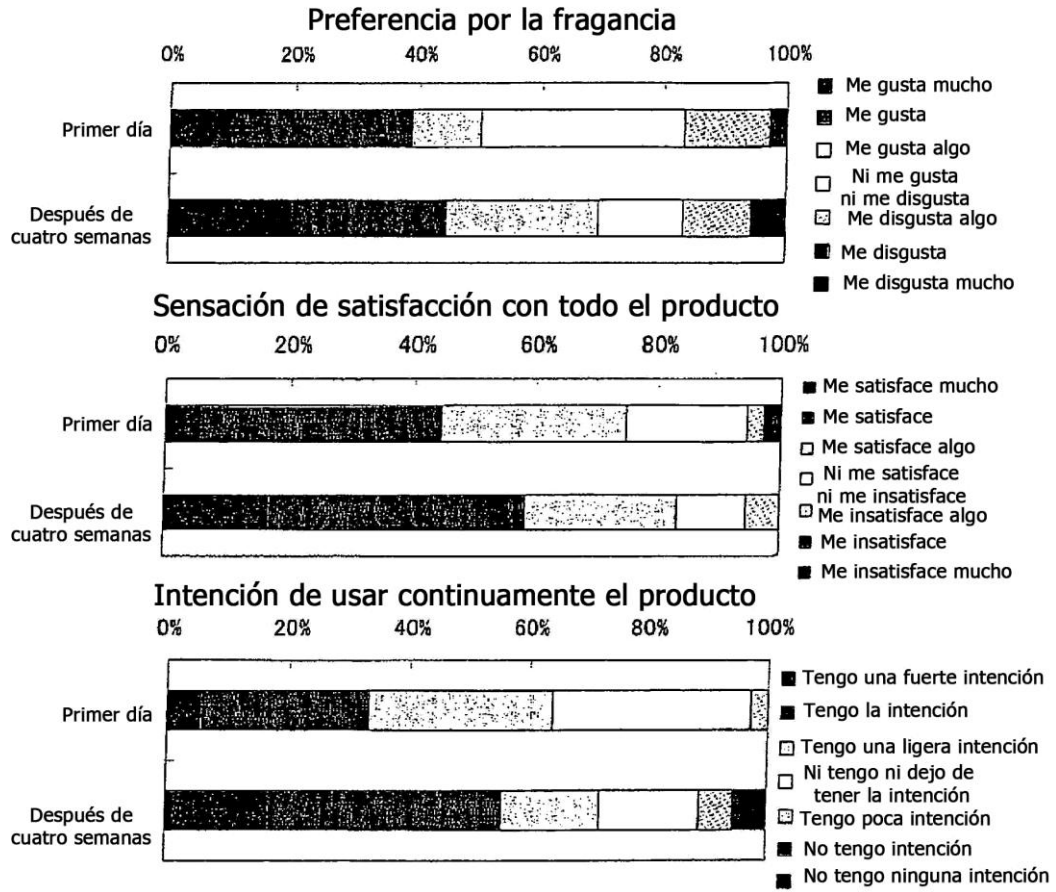 Preferencia por la fragancia
0% 20% 40% 60% 80% 100%
Primer día
Después de
cuatro semanas
Me gusta mucho
Me gusta
Me gusta algo
Ni me gusta
ni me disgusta
Me disgusta algo
Me disgusta
Me disgusta mucho
Sensación de satisfacción con todo el producto
0% 20% 40% 60% 80% 100%
Primer día
Después de
cuatro semanas
Me satisface mucho
Me satisface
Me satisface algo
Ni me satisface
ni me insatisface
Me insatisface algo
Me insatisface
Me insatisface mucho
Intención de usar continuamente el producto
0% 20% 40% 60% 80% 100%
Primer día
Después de
cuatro semanas
Tengo una fuerte intención
Tengo la intención
Tengo una ligera intención
Ni tengo ni dejo de
tener la intención
Tengo poca intención
No tengo intención
No tengo ninguna intención